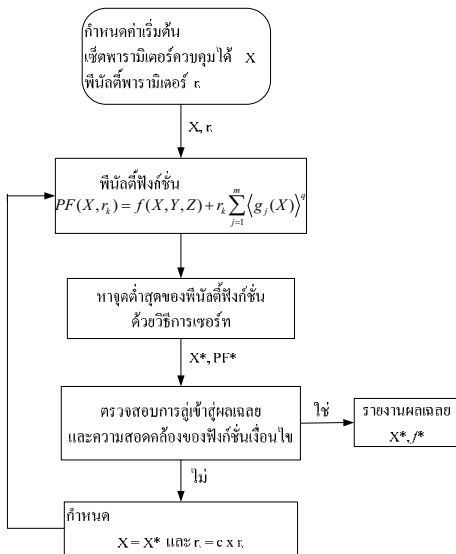 กำหนดค่าเริ่มต้น
เซ็ตพารามิเตอร์ควบคุมได้ X
พีนัลตี้พารามิเตอร์ rₖ
X, rₖ
พีนัลตี้ฟังก์ชั่น
PF(X,r_k) = f(X,Y,Z) + r_k \sum_{j=1}^{m} ⟨g_j(X)⟩^q
หาจุดต่ำสุดของพีนัลตี้ฟังก์ชั่น
ด้วยวิธีการเซอร์ท
X*, PF*
ตรวจสอบการลู่เข้าสู่ผลเฉลย
และความสอดคล้องของฟังก์ชั่นเงื่อนไข
ใช่
รายงานผลเฉลย
X*, f*
ไม่
กำหนด
X = X* และ rₖ = c x rₖ